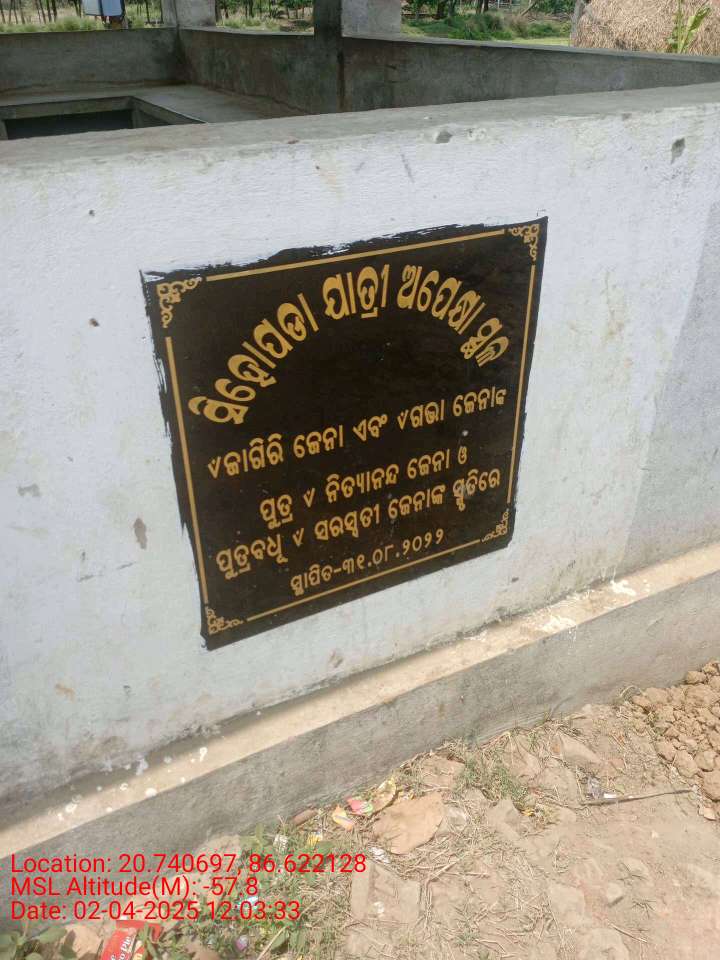 ସିହୋପଡା ଯାତ୍ରୀ ଅପେକ୍ଷା ସ୍ଥଳ
√ଜାଗିରି ଜେନା ଏବଂ √ଗଭା ଜେନାଙ୍କ
ପୁତ୍ର √ ନିତ୍ୟାନନ୍ଦ ଜେନା ଓ
ପୁତ୍ରବଧୂ √ ସରସ୍ୱତୀ ଜେନାଙ୍କ ସ୍ମୃତିରେ
ସ୍ଥାପିତ-୩୧.୦୮.୨୦୨୨
Location: 20.740697, 86.622128
MSL Altitude(M): -57.8
Date: 02-04-2025 12:03:33